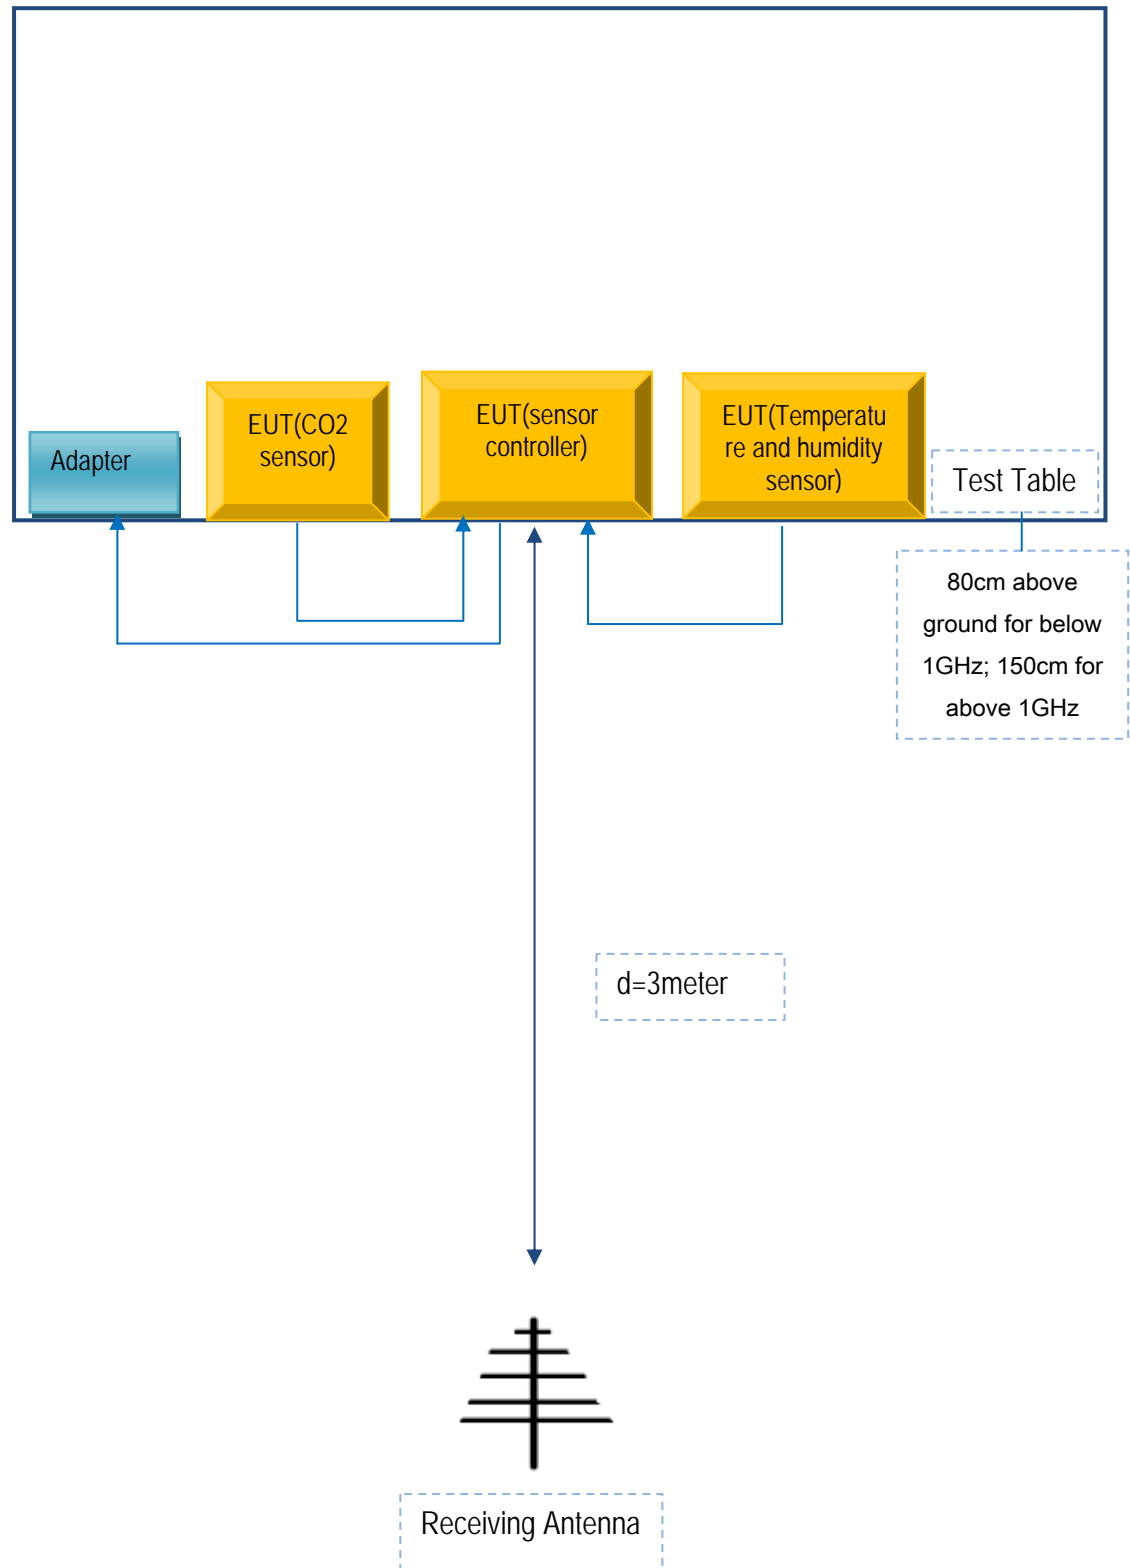 Adapter
EUT(CO2
sensor)
EUT(sensor
controller)
EUT(Temperatu
re and humidity
sensor)
Test Table
80cm above
ground for below
1GHz; 150cm for
above 1GHz
d=3meter
Receiving Antenna